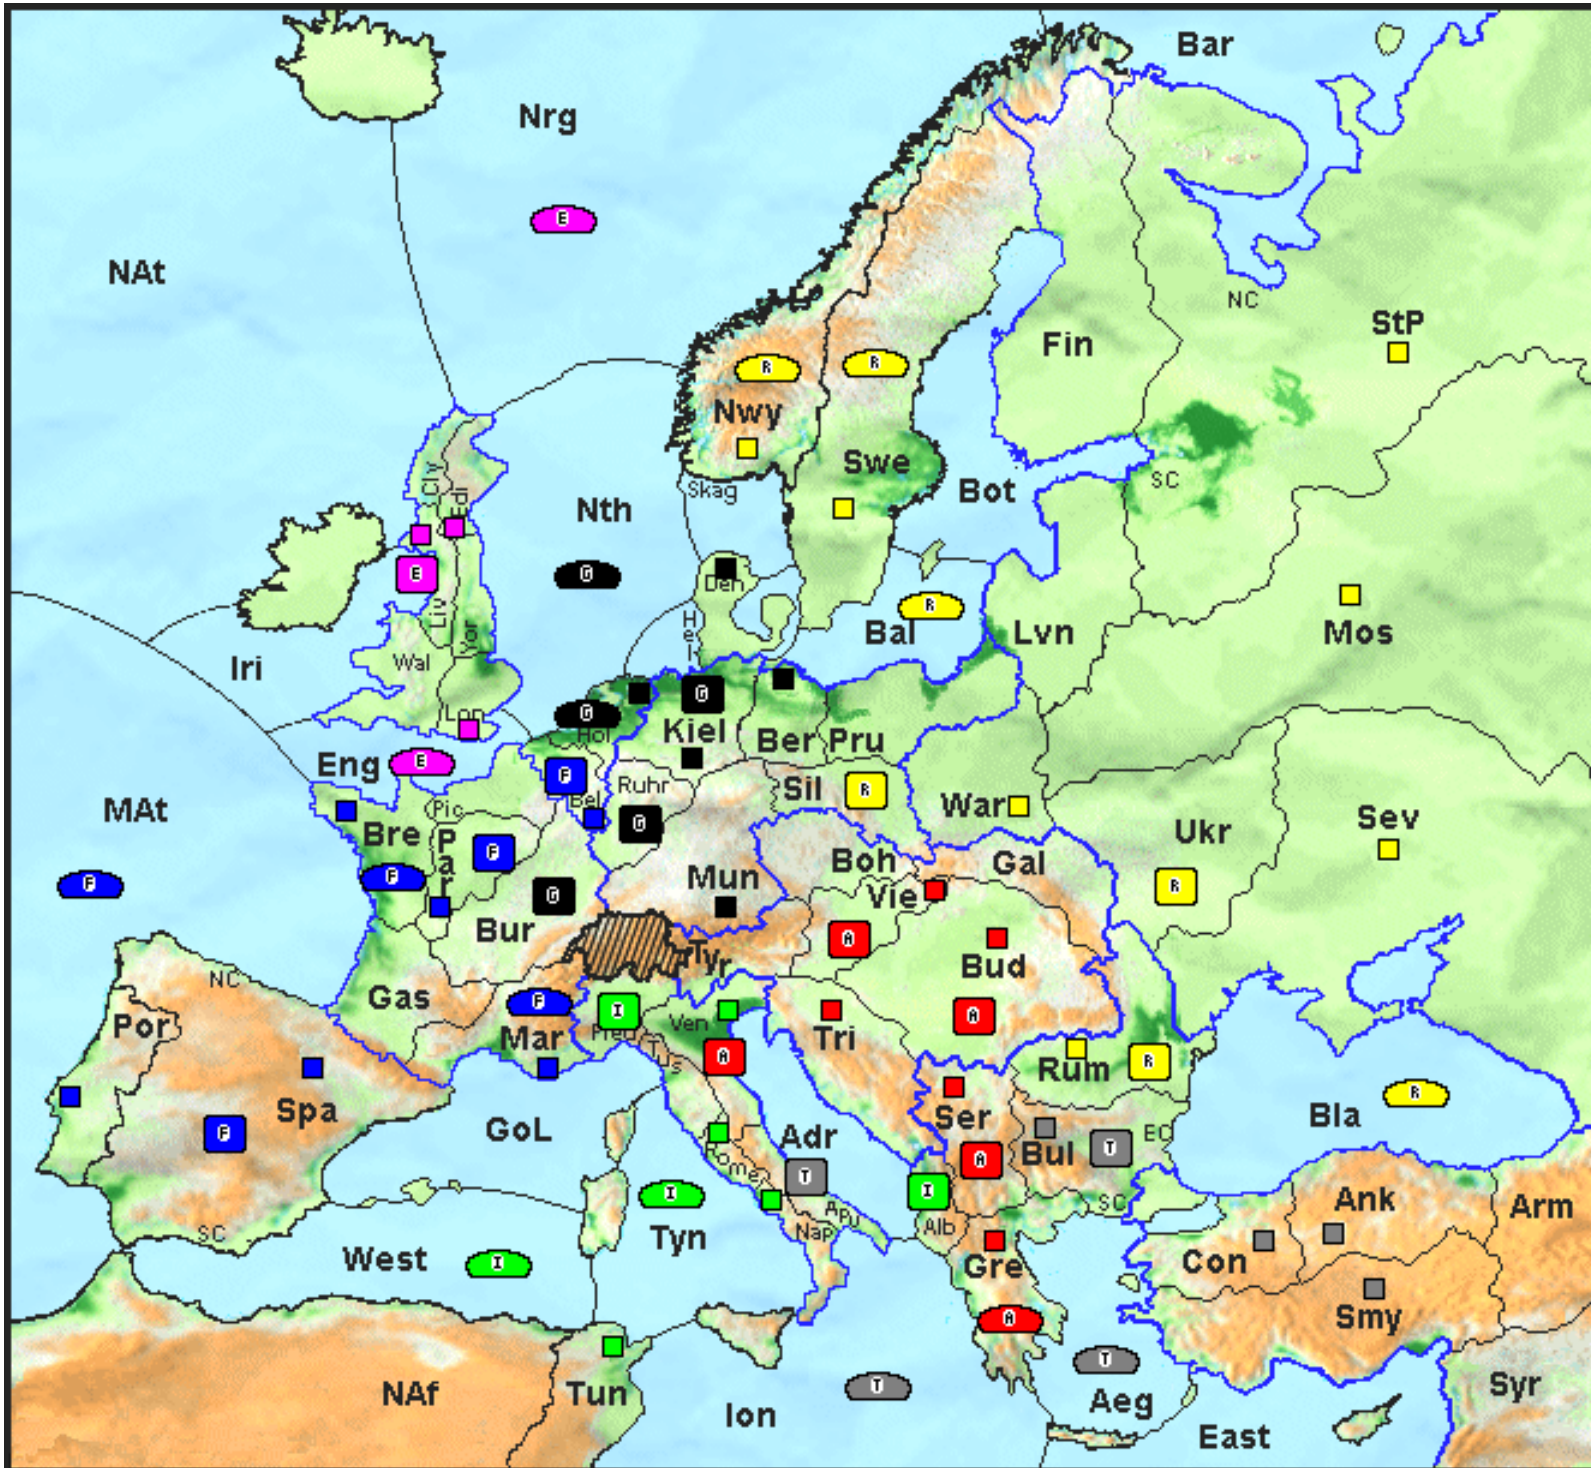 Bar
Nrg
E
NAt
NC
StP
Fin
R
R
Nwy
Swe
Cly
Edi
SC
Skag
Bot
Nth
G
E
Den
R
Mos
Liv
Yor
Hel
Bal
Lvn
Iri
Wal
G
G
Lon
Hol
Kiel
Ber
Pru
Eng
E
F
Ruhr
Sil
R
War
MAt
Pic
Bel
Bre
Par
F
G
Boh
Gal
Ukr
Sev
F
F
G
Mun
Vie
R
Bur
A
Tyr
Bud
NC
Gas
F
I
Por
Mar
Pied
Ven
Tri
A
Tus
A
Rum
R
Spa
Ser
R
F
GoL
Adr
Bla
Bul
T
EC
Rome
A
I
T
I
Apu
SC
Ank
Arm
SC
Tyn
Nap
Alb
West
I
Gre
Con
A
Smy
T
NAf
Tun
T
Ion
Aeg
Syr
East